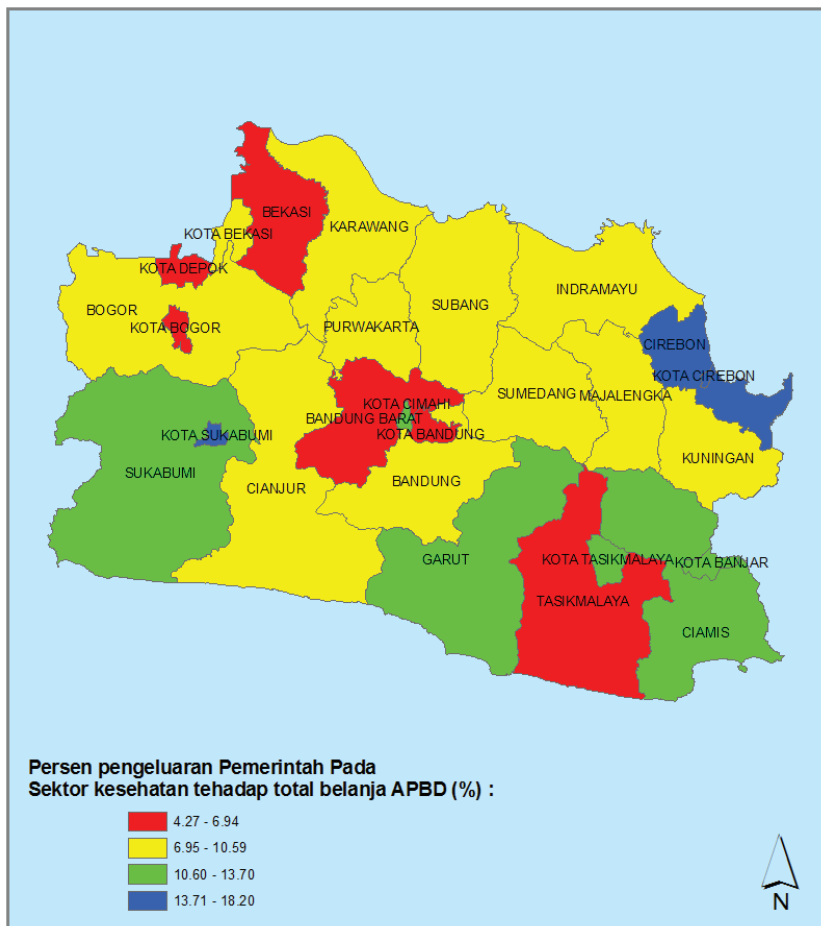 BEKASI
KOTA BEKASI
KARAWANG
KOTA DEPOK
BOGOR
KOTA BOGOR
PURWAKARTA
SUBANG
INDRAMAYU
CIREBON
KOTA CIREBON
SUMEDANG
MAJALENGKA
KOTA CIMAHI
BANDUNG BARAT
KOTA BANDUNG
KOTA SUKABUMI
SUKABUMI
CIANJUR
BANDUNG
KUNINGAN
GARUT
KOTA TASIKMALAYA
KOTA BANJAR
TASIKMALAYA
CIAMIS
Persen pengeluaran Pemerintah Pada
Sektor kesehatan tehadap total belanja APBD (%) :
4.27 - 6.94
6.95 - 10.59
10.60 - 13.70
13.71 - 18.20
N